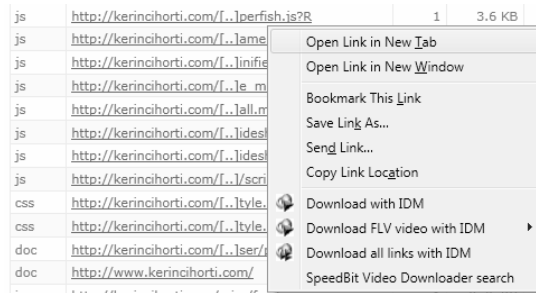 js http://kerincihorti.com/[..]perfish.js?R 1 3.6 KB
js http://kerincihorti.com/[..]ame
js http://kerincihorti.com/[..]inifie
js http://kerincihorti.com/[..]e_m
js http://kerincihorti.com/[..]all.m
js http://kerincihorti.com/[..]idesh
js http://kerincihorti.com/[..]idesl
js http://kerincihorti.com/[..]/scri
css http://kerincihorti.com/[..]tyle.
css http://kerincihorti.com/[..]tyle.
doc http://kerincihorti.com/[..]ser/p
doc http://www.kerincihorti.com/
Open Link in New Tab
Open Link in New Window
Bookmark This Link
Save Link As...
Send Link...
Copy Link Location
Download with IDM
Download FLV video with IDM
Download all links with IDM
SpeedBit Video Downloader search